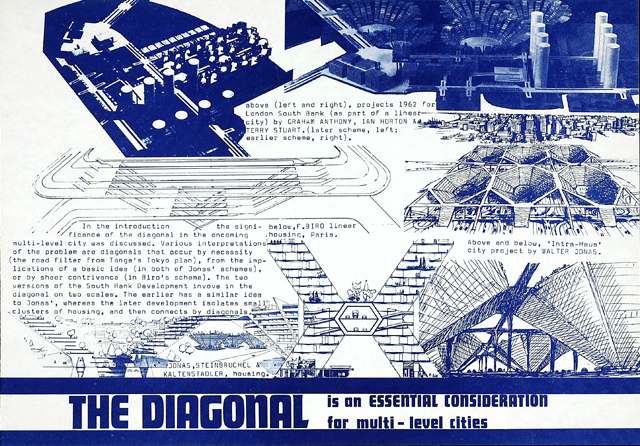 above (left and right), projects 1962 for
London South Bank (as part of a linear
city) by GRAHAM ANTHONY, IAN HORTON &
TERRY STUART.(later scheme, left;
earlier scheme, right).
In the introduction the signi-
ficance of the diagonal in the oncoming
multi-level city was discussed. Various interpretations
of the problem are diagonals that occur by necessity
(the road filter from Tange's Tokyo plan), from the imp-
lications of a basic idea (in both of Jonas' schemes),
or by sheer contrivance (in Biro's scheme). The two
versions of the South Bank Development invove in the
diagonal on two scales. The earlier has a similar idea
to Jonas', whereas the later development isolates small
clusters of housing, and then connects by diagonals.
below,F.BIRO linear
housing, Paris.
Above and below, 'Intra-Haus'
city project by WALTER JONAS.
JONAS,STEINBRUCHEL &
KALTENSTADLER, housing.
THE DIAGONAL
is an ESSENTIAL CONSIDERATION
for multi-level cities